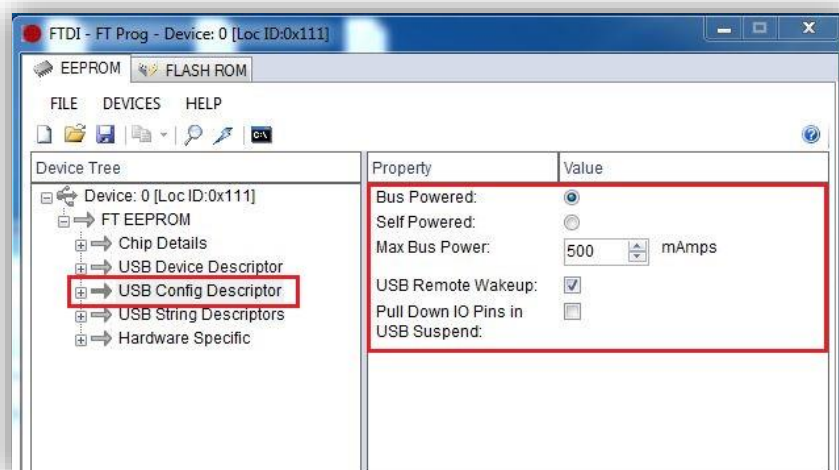 FTDI - FT Prog - Device: 0 [Loc ID:0x111]
EEPROM FLASH ROM
FILE DEVICES HELP
C:\
Device Tree
Device: 0 [Loc ID:0x111]
FT EEPROM
Chip Details
USB Device Descriptor
USB Config Descriptor
USB String Descriptors
Hardware Specific
Property Value
Bus Powered:
Self Powered:
Max Bus Power: 500 mAmps
USB Remote Wakeup:
Pull Down IO Pins in
USB Suspend: